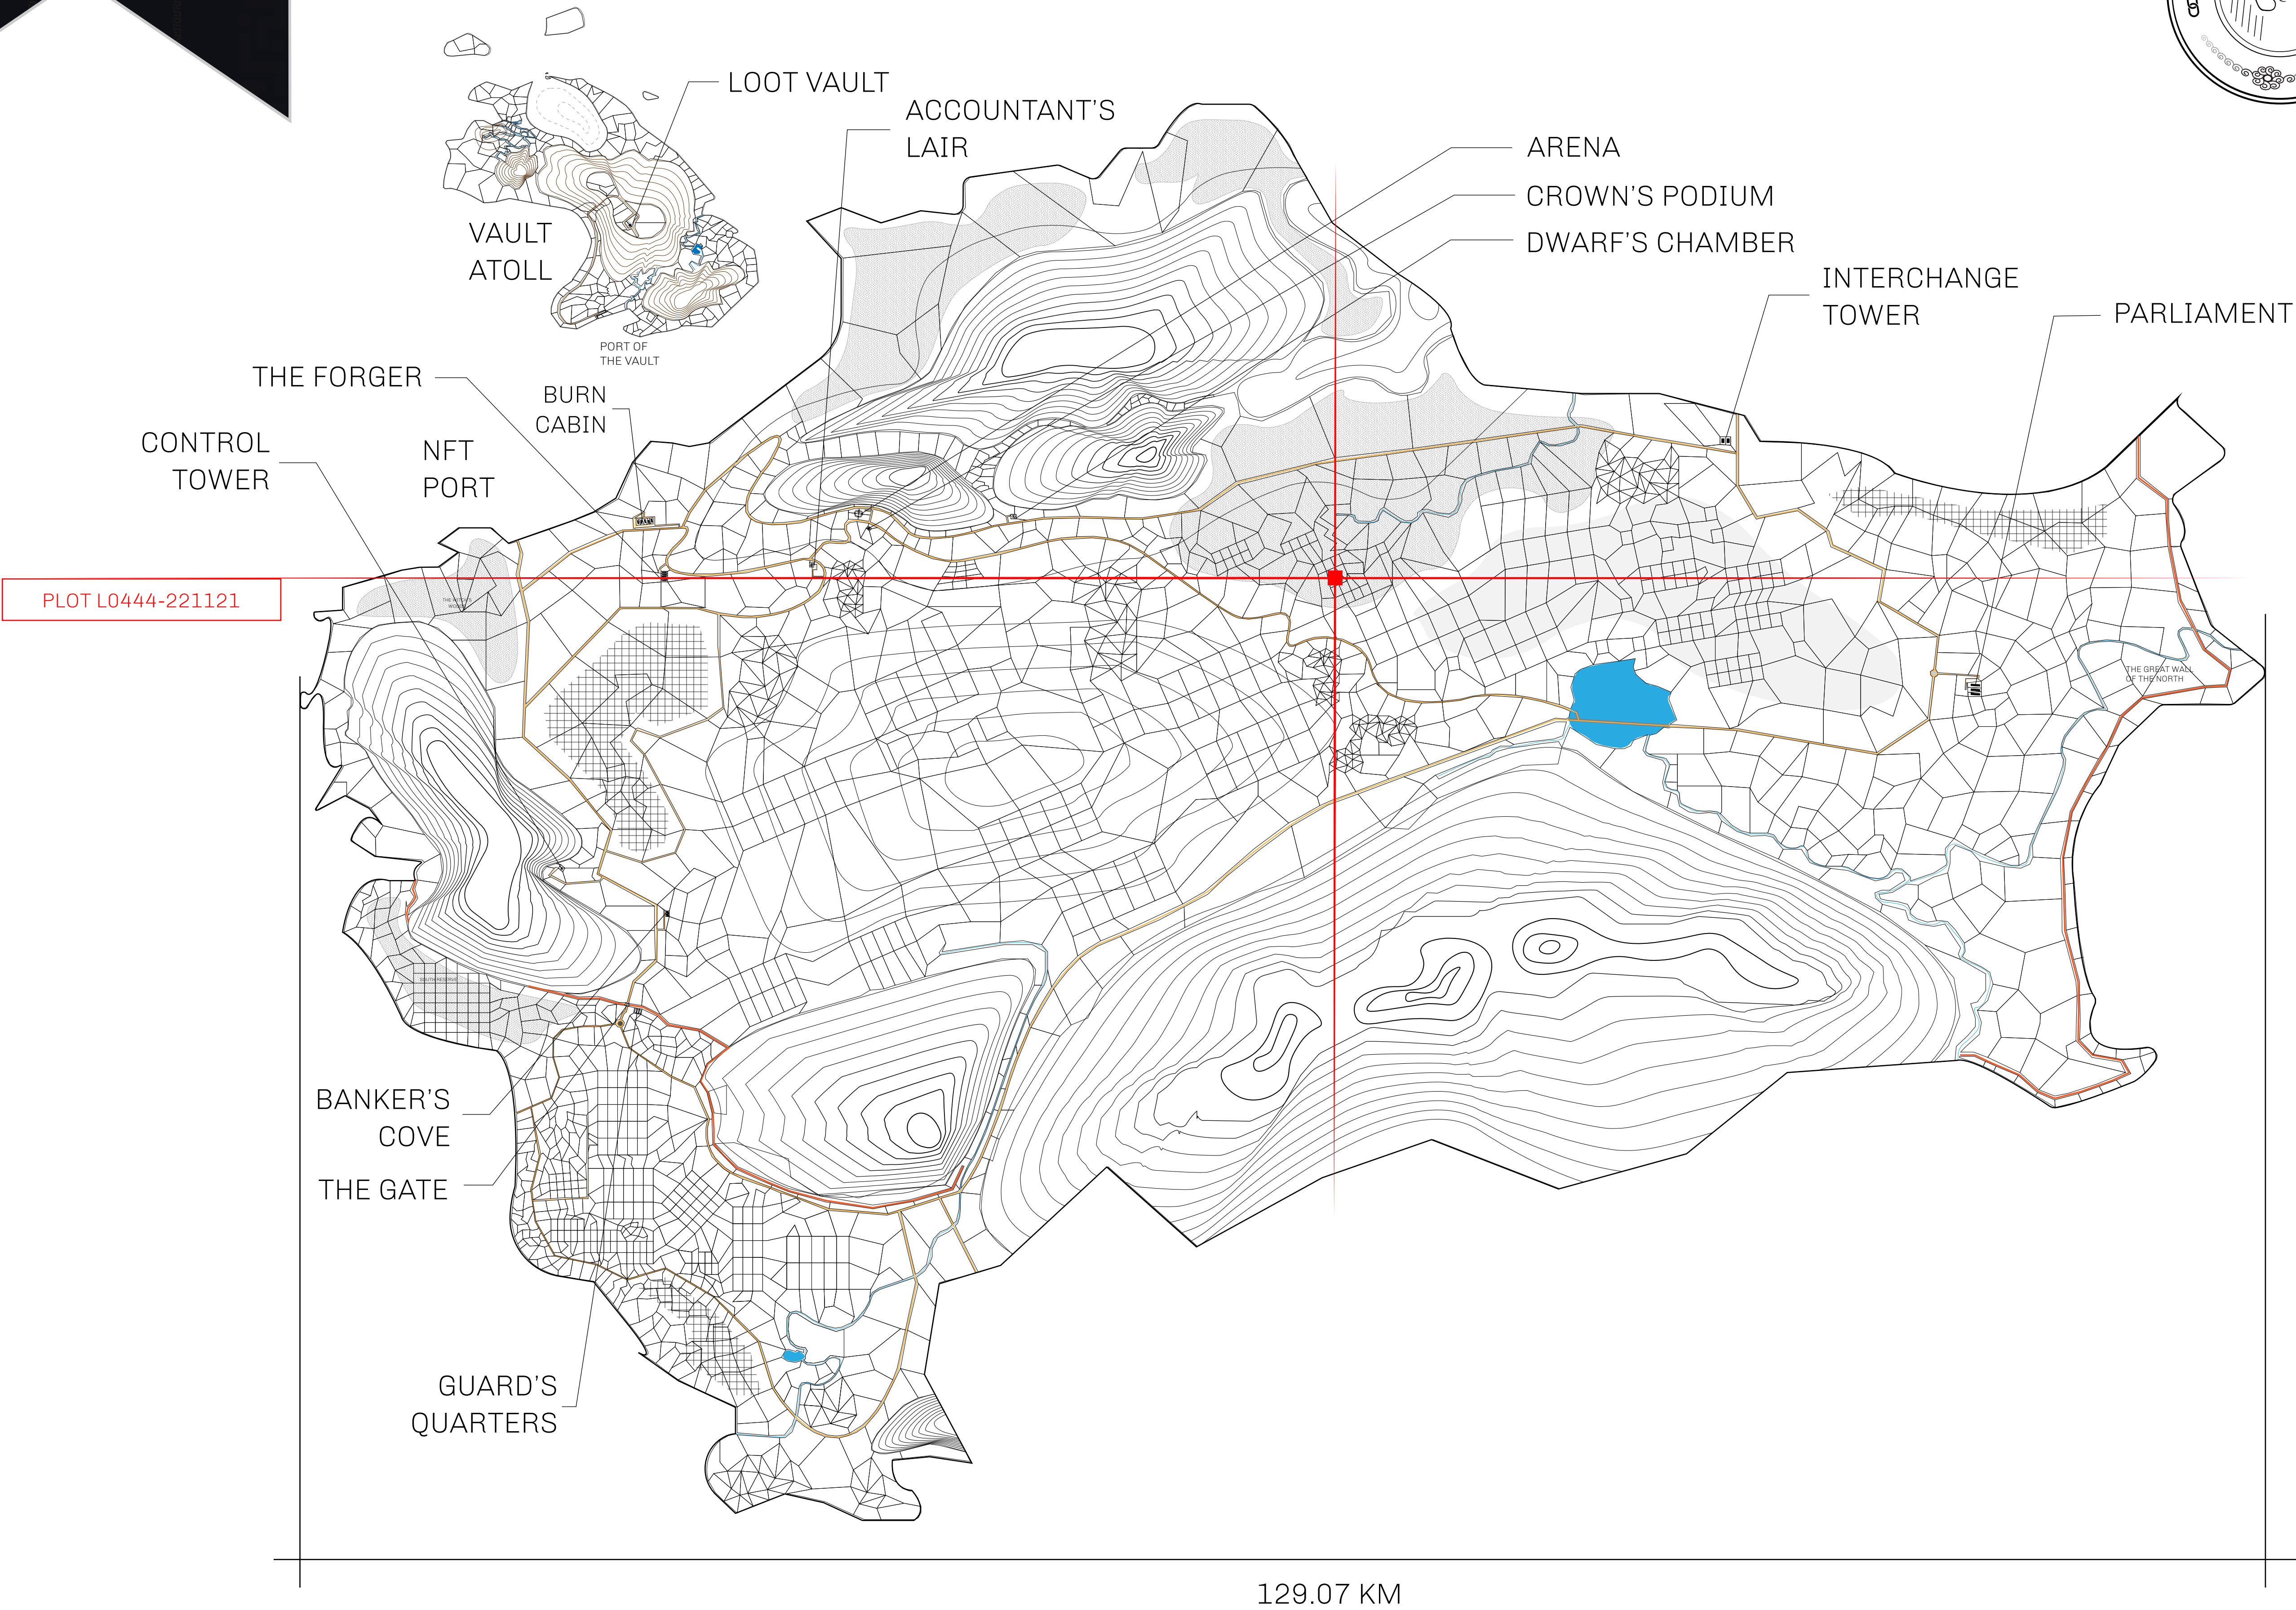 LOOT VAULT
ACCOUNTANT'S
LAIR
ARENA
CROWN'S PODIUM
DWARF'S CHAMBER
VAULT
ATOLL
INTERCHANGE
TOWER
PARLIAMENT
PORT OF
THE VAULT
THE FORGER
BURN
CABIN
CONTROL
TOWER
NFT
PORT
PLOT L0444-221121
THE GREAT WALL
OF THE NORTH
SOUTH RESERVE
BANKER'S
COVE
THE GATE
GUARD'S
QUARTERS
129.07 KM